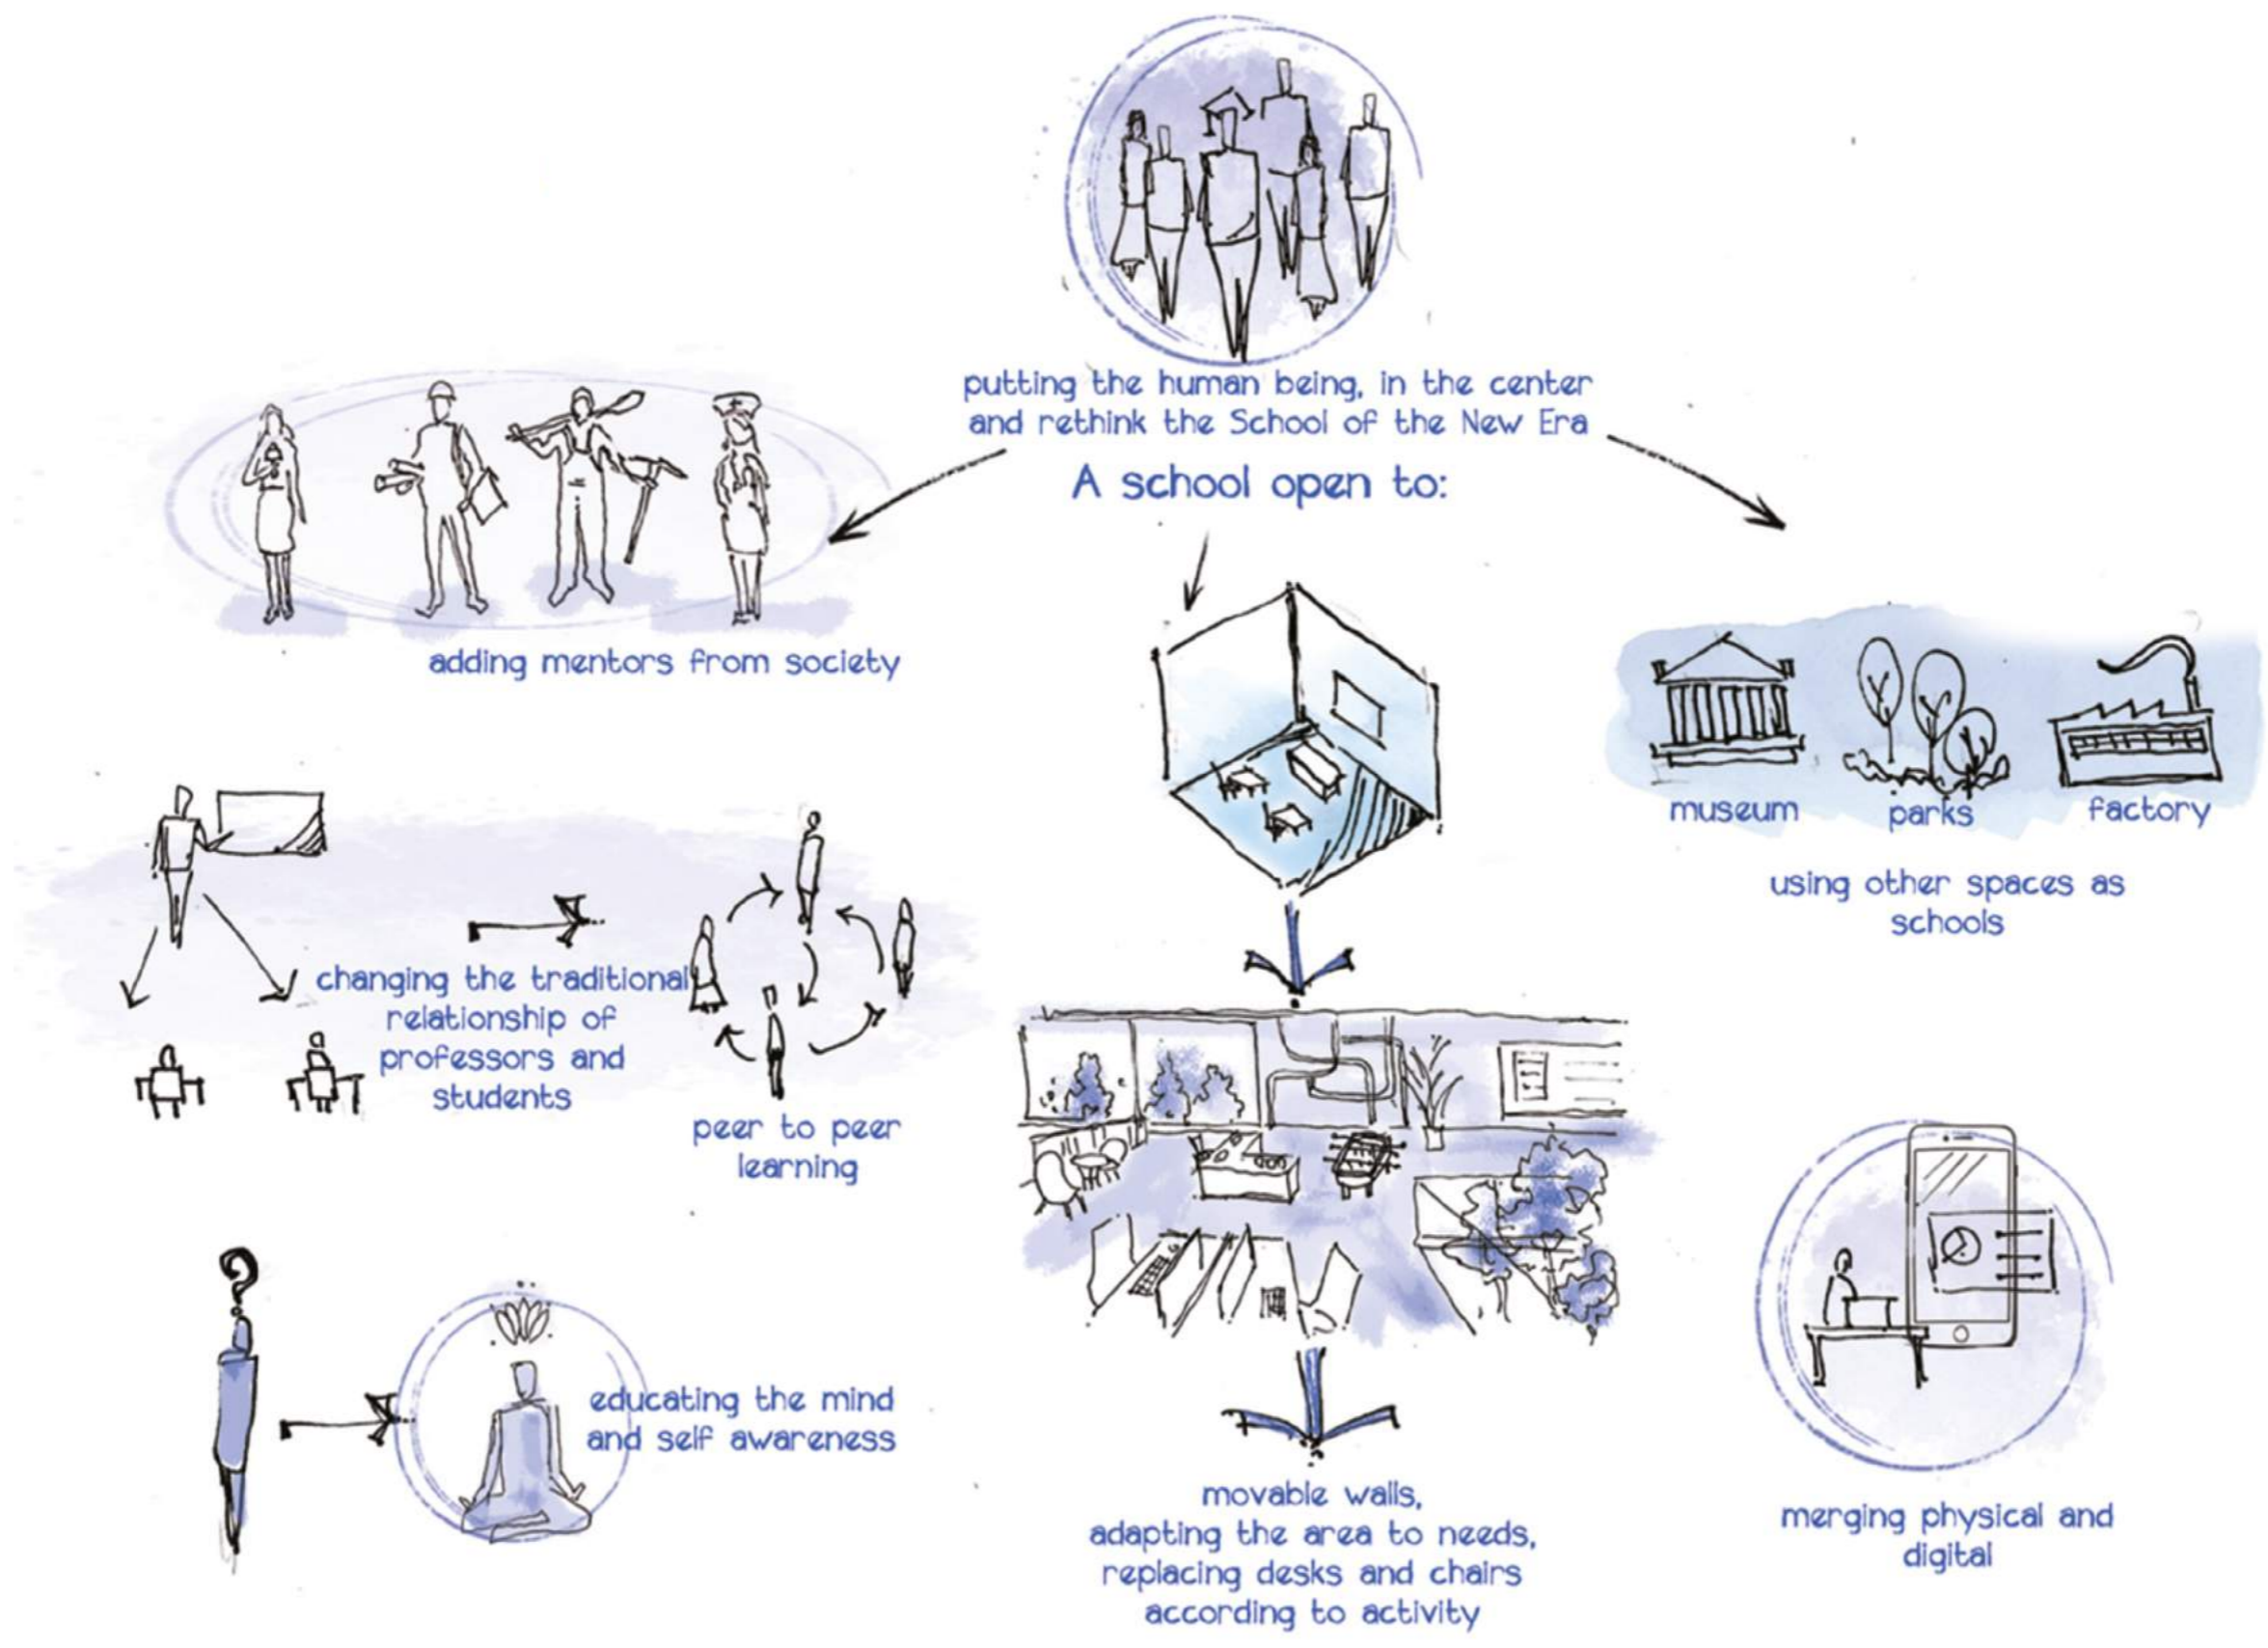 putting the human being, in the center
and rethink the School of the New Era
A school open to:
adding mentors from society
changing the traditional
relationship of
professors and
students
peer to peer
learning
educating the mind
and self awareness
movable walls,
adapting the area to needs,
replacing desks and chairs
according to activity
museum
parks
factory
using other spaces as
schools
merging physical and
digital